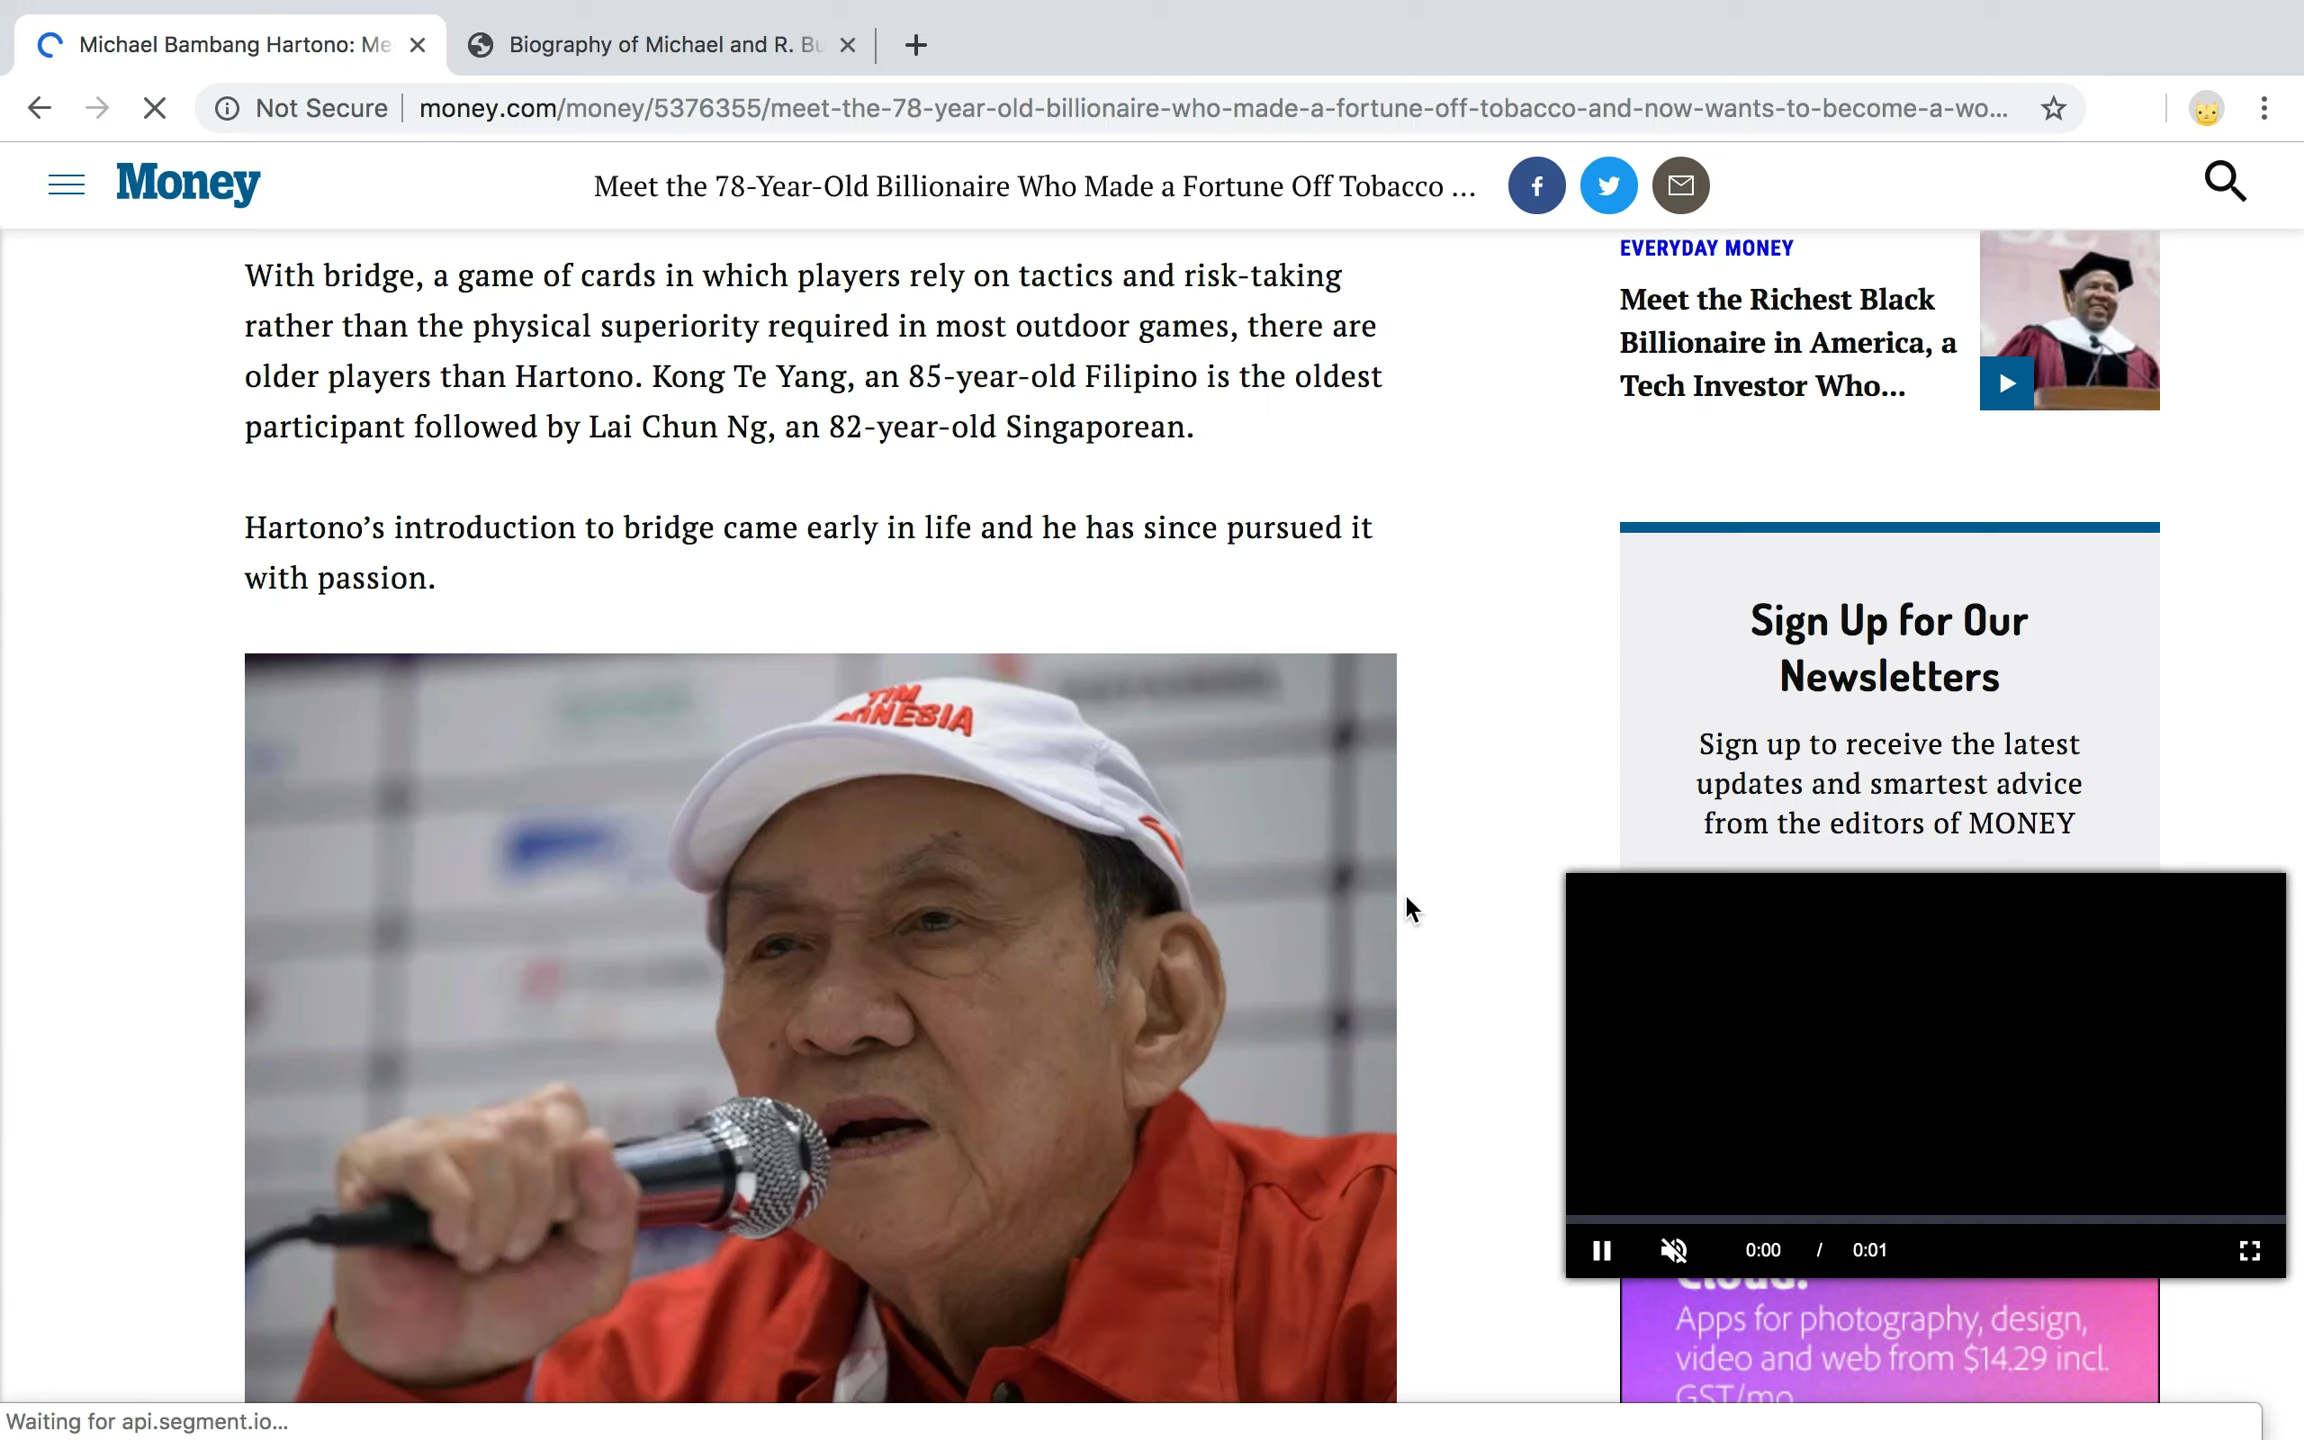 Michael Bambang Hartono: Me
Biography of Michael and R. Bu
Not Secure
money.com/money/5376355/meet-the-78-year-old-billionaire-who-made-a-fortune-off-tobacco-and-now-wants-to-become-a-wo...
Money
Meet the 78-Year-Old Billionaire Who Made a Fortune Off Tobacco ...
With bridge, a game of cards in which players rely on tactics and risk-taking
rather than the physical superiority required in most outdoor games, there are
older players than Hartono. Kong Te Yang, an 85-year-old Filipino is the oldest
participant followed by Lai Chun Ng, an 82-year-old Singaporean.
Hartono’s introduction to bridge came early in life and he has since pursued it
with passion.
TIM
ONESIA
EVERYDAY MONEY
Meet the Richest Black
Billionaire in America, a
Tech Investor Who...
Sign Up for Our
Newsletters
Sign up to receive the latest
updates and smartest advice
from the editors of MONEY
0:00 / 0:01
Cloud.
Apps for photography, design,
video and web from $14.29 incl.
GST/mo
Waiting for api.segment.io...